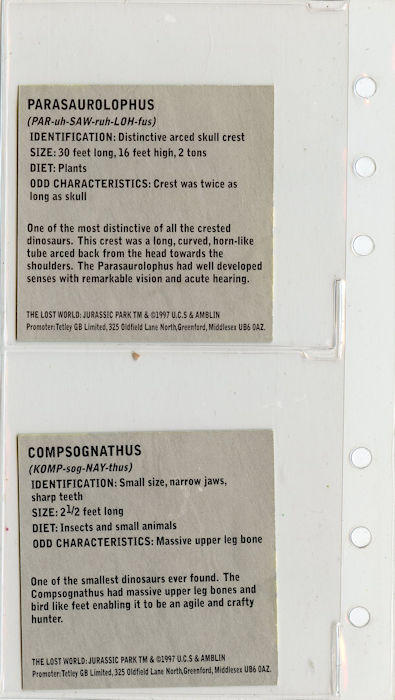 PARASAUROLOPHUS
(PAR-uh-SAW-ruh-LOH-fus)
IDENTIFICATION: Distinctive arced skull crest
SIZE: 30 feet long, 16 feet high, 2 tons
DIET: Plants
ODD CHARACTERISTICS: Crest was twice as
long as skull
One of the most distinctive of all the crested
dinosaurs. This crest was a long, curved, horn-like
tube arced back from the head towards the
shoulders. The Parasaurolophus had well developed
senses with remarkable vision and acute hearing.
THE LOST WORLD: JURASSIC PARK TM & ©1997 U.C.S & AMBLIN
Promoter: Tetley GB Limited, 325 Oldfield Lane North, Greenford, Middlesex UB6 0AZ.
COMPSOGNATHUS
(KOMP-sog-NAY-thus)
IDENTIFICATION: Small size, narrow jaws,
sharp teeth
SIZE: 2 1/2 feet long
DIET: Insects and small animals
ODD CHARACTERISTICS: Massive upper leg bone
One of the smallest dinosaurs ever found. The
Compsognathus had massive upper leg bones and
bird like feet enabling it to be an agile and crafty
hunter.
THE LOST WORLD: JURASSIC PARK TM & ©1997 U.C.S & AMBLIN
Promoter: Tetley GB Limited, 325 Oldfield Lane North, Greenford, Middlesex UB6 0AZ.